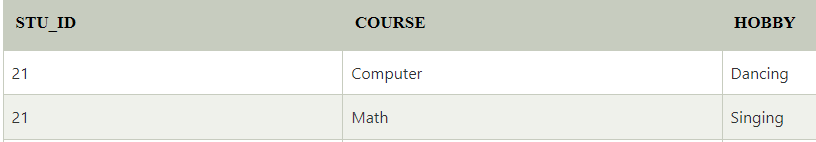 STU_ID COURSE HOBBY
21 Computer Dancing
21 Math Singing